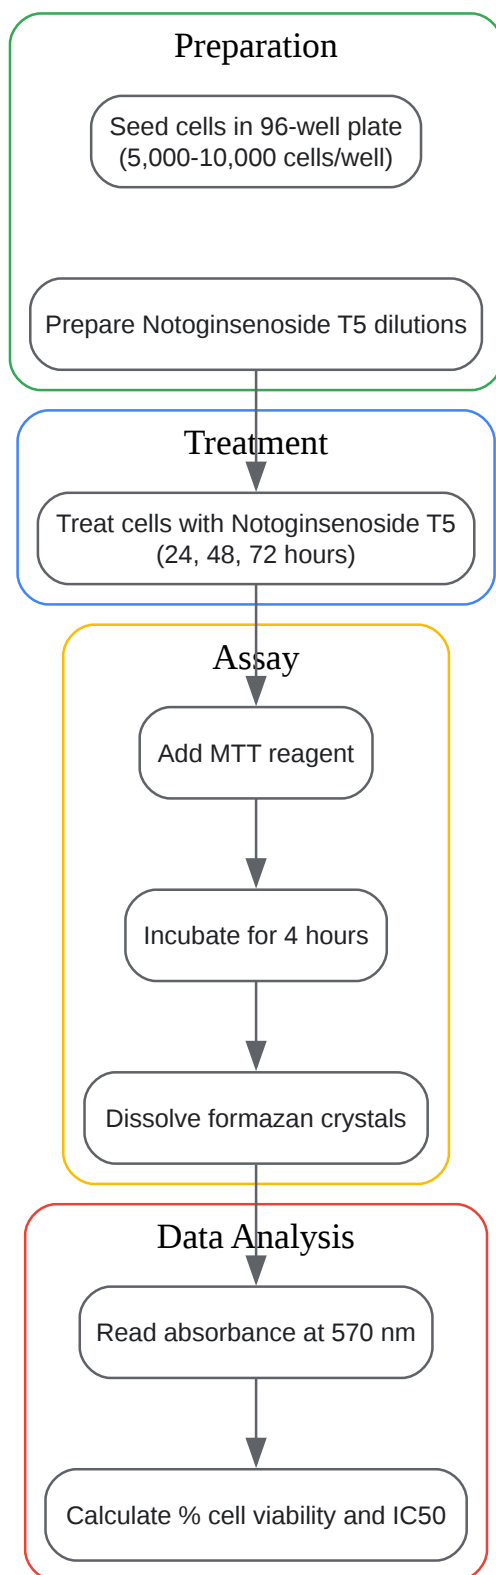 Preparation
Seed cells in 96-well plate
(5,000-10,000 cells/well)
Prepare Notoginsenoside T5 dilutions
Treatment
Treat cells with Notoginsenoside T5
(24, 48, 72 hours)
Assay
Add MTT reagent
Incubate for 4 hours
Dissolve formazan crystals
Data Analysis
Read absorbance at 570 nm
Calculate % cell viability and IC50